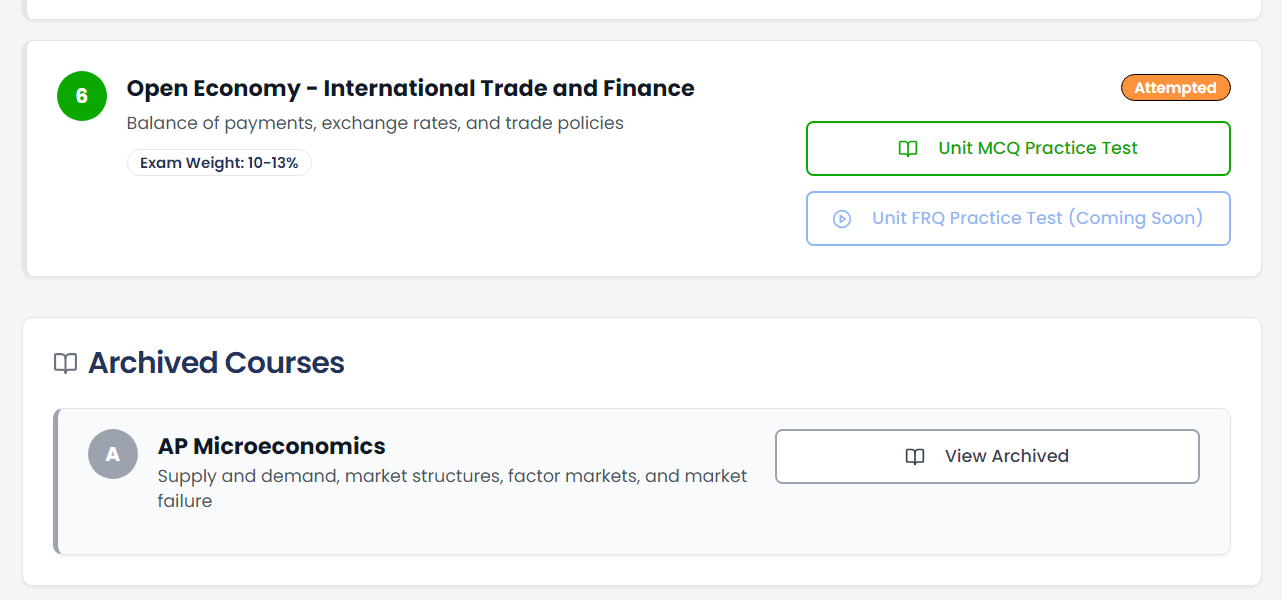 6
Open Economy - International Trade and Finance
Attempted
Balance of payments, exchange rates, and trade policies
Exam Weight: 10-13%
Unit MCQ Practice Test
Unit FRQ Practice Test (Coming Soon)
Archived Courses
A
AP Microeconomics
Supply and demand, market structures, factor markets, and market
failure
View Archived